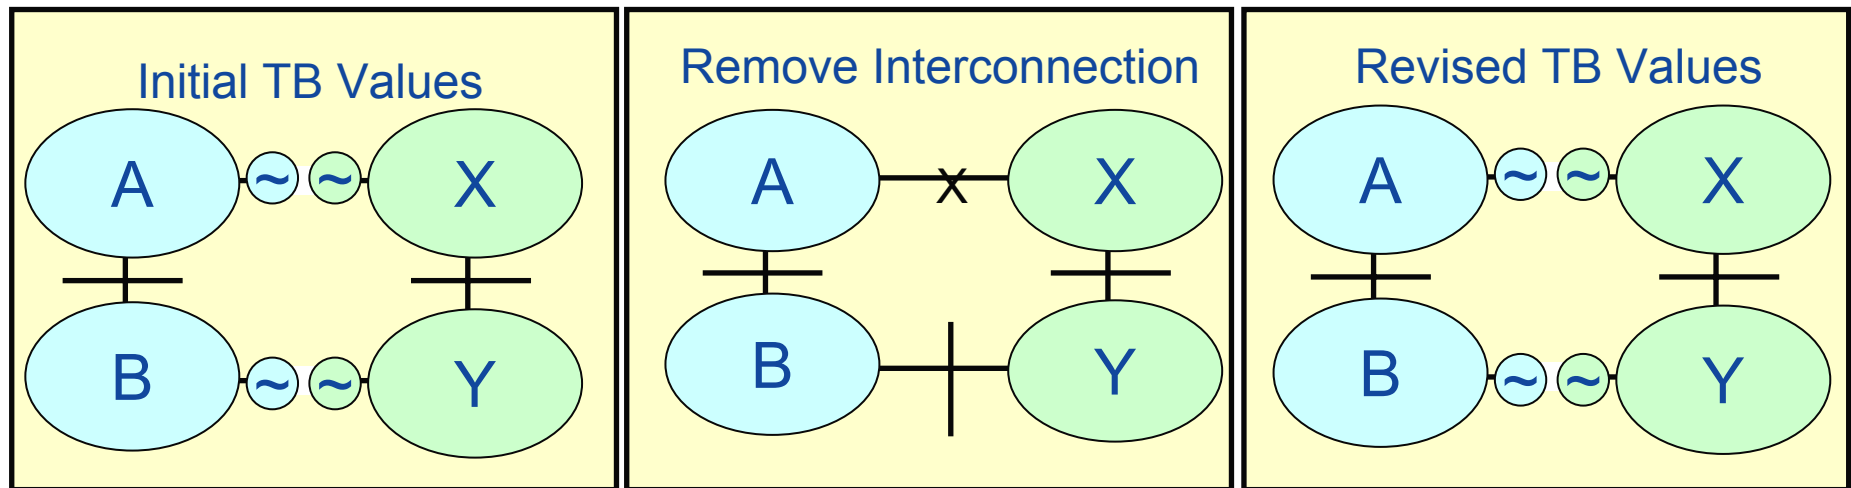 Initial TB Values
A ~ ~ X
B ~ ~ Y
Remove Interconnection
A X X
B Y
Revised TB Values
A ~ ~ X
B ~ ~ Y